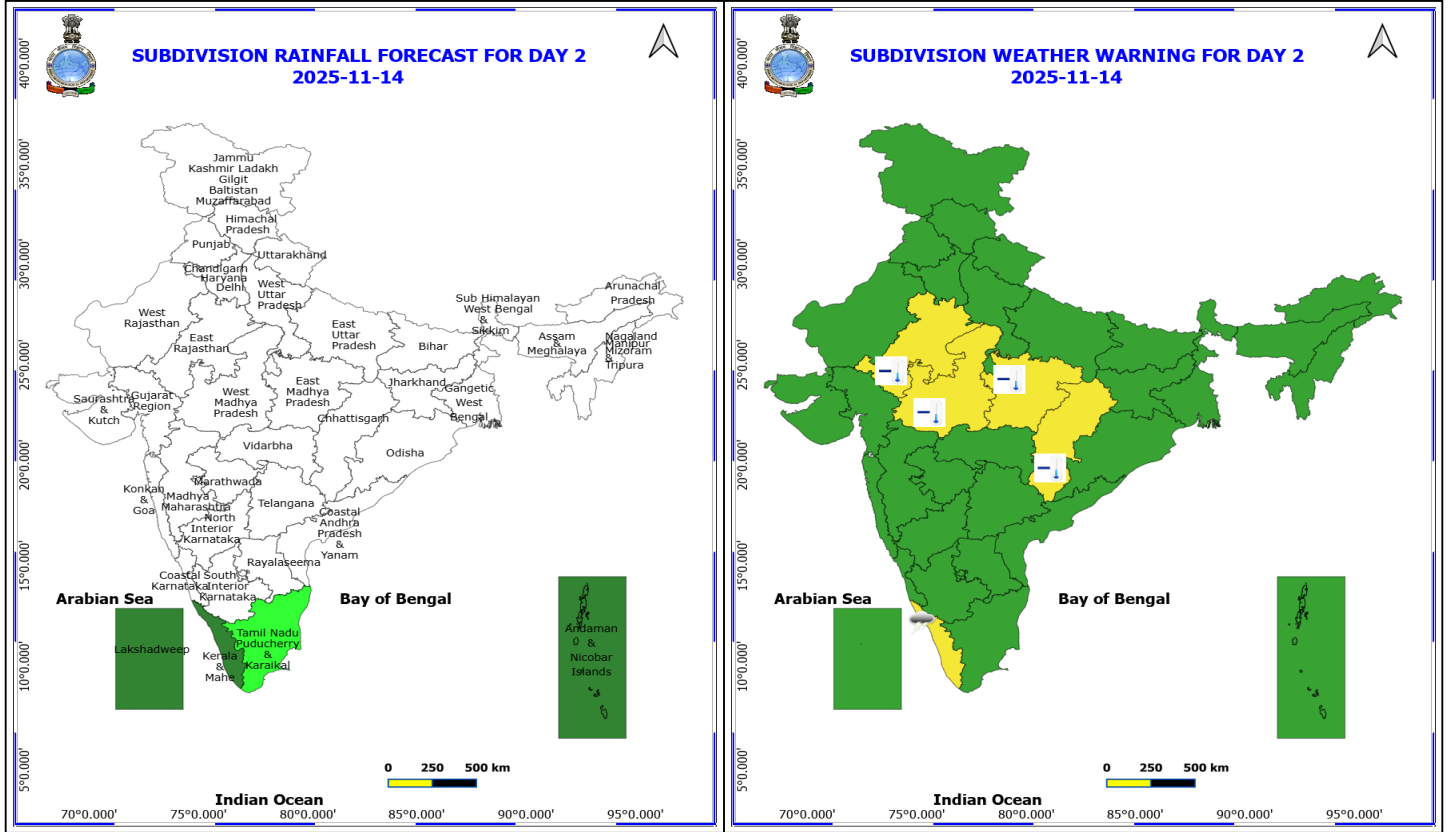 SUBDIVISION RAINFALL FORECAST FOR DAY 2
2025-11-14
40°0.000'
35°0.000'
30°0.000'
25°0.000'
20°0.000'
15°0.000'
10°0.000'
5°0.000'
Jammu
Kashmir Ladakh
Gilgit
Baltistan
Muzaffarabad
Himachal
Pradesh
Punjab
Uttarakhand
Chandigarh
Haryana
Delhi
West
Uttar
Pradesh
Arunachal
Pradesh
Sub Himalayan
West Bengal
&
Sikkim
West
Rajasthan
East
Rajasthan
East
Uttar
Pradesh
Bihar
Assam
&
Meghalaya
Nagaland
Manipur
Mizoram
&
Tripura
Saurashtra
&
Kutch
Gujarat
Region
West
Madhya
Pradesh
East
Madhya
Pradesh
Jharkhand
Gangetic
West
Bengal
Chhattisgarh
Vidarbha
Odisha
Konkan
&
Goa
Madhya
Maharashtra
Marathwada
Telangana
North
Interior
Karnataka
Coastal
Andhra
Pradesh
&
Yanam
Rayalaseema
Coastal
Karnataka
South
Interior
Karnataka
Arabian Sea
Bay of Bengal
Lakshadweep
Kerala
&
Mahe
Tamil Nadu
Puducherry
&
Karaikal
Andaman
&
Nicobar
Islands
0 250 500 km
Indian Ocean
70°0.000' 75°0.000' 80°0.000' 85°0.000' 90°0.000' 95°0.000'
SUBDIVISION WEATHER WARNING FOR DAY 2
2025-11-14
40°0.000'
35°0.000'
30°0.000'
25°0.000'
20°0.000'
15°0.000'
10°0.000'
5°0.000'
Arabian Sea
Bay of Bengal
0 250 500 km
Indian Ocean
70°0.000' 75°0.000' 80°0.000' 85°0.000' 90°0.000' 95°0.000'